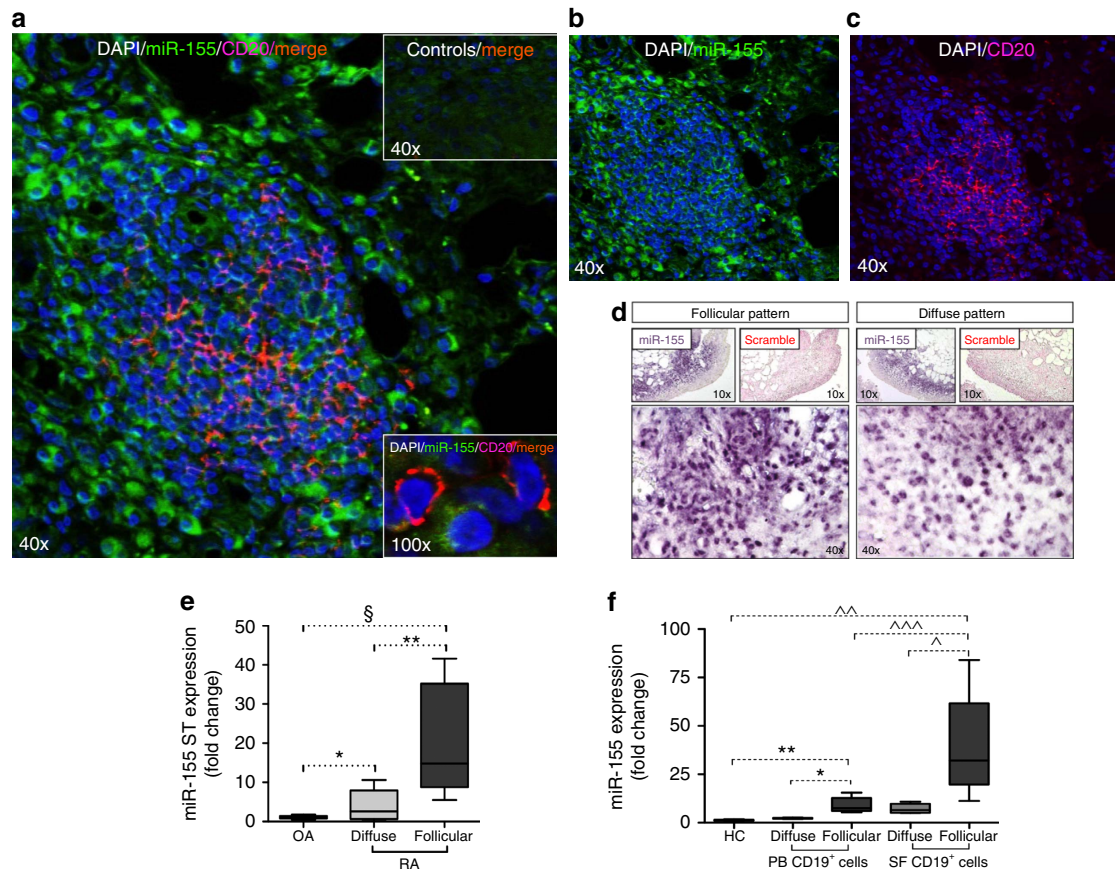 a
DAPI/miR-155/CD20/merge
Controls/merge
40x
40x
DAPI/miR-155/CD20/merge
100x
b
DAPI/miR-155
40x
c
DAPI/CD20
40x
d
Follicular pattern
Diffuse pattern
miR-155
10x
Scramble
10x
miR-155
10x
Scramble
10x
40x
40x
e
miR-155 ST expression
(fold change)
50
40
30
20
10
0
§
**
*
OA
Diffuse
Follicular
RA
f
miR-155 expression
(fold change)
100
75
50
25
0
^^
^^^
^
**
*
HC
Diffuse
Follicular
Diffuse
Follicular
PB CD19⁺ cells
SF CD19⁺ cells